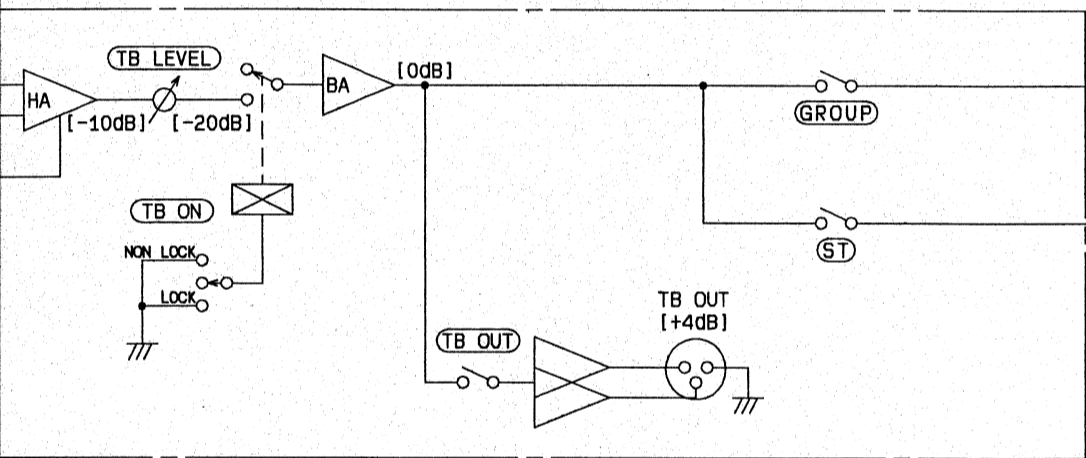 TB LEVEL
HA
[-10dB]
[-20dB]
BA
[0dB]
GROUP
TB ON
NON LOCK
LOCK
ST
TB OUT
TB OUT
[+4dB]